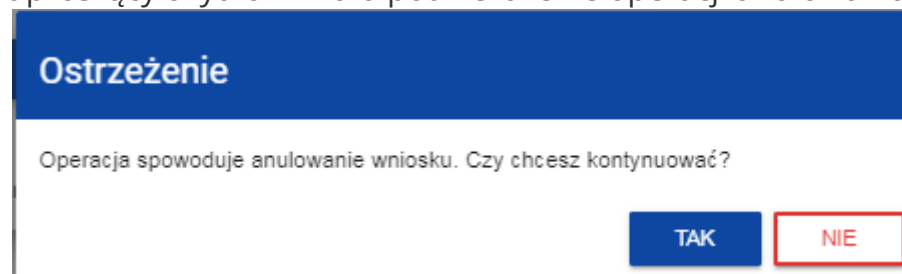 Ostrzeżenie
Operacja spowoduje anulowanie wniosku. Czy chcesz kontynuować?
TAK NIE